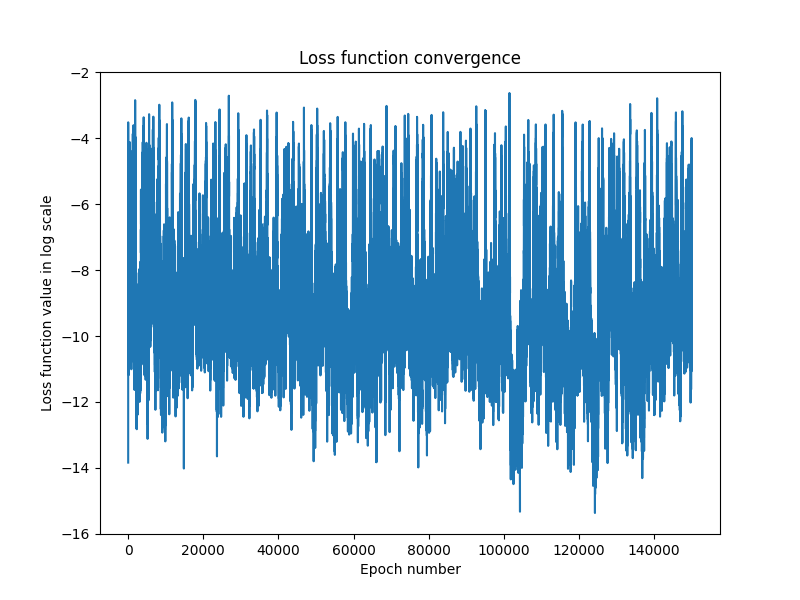 Loss function convergence
−2
−4
−6
−8
−10
−12
−14
−16
Loss function value in log scale
0 20000 40000 60000 80000 100000 120000 140000
Epoch number